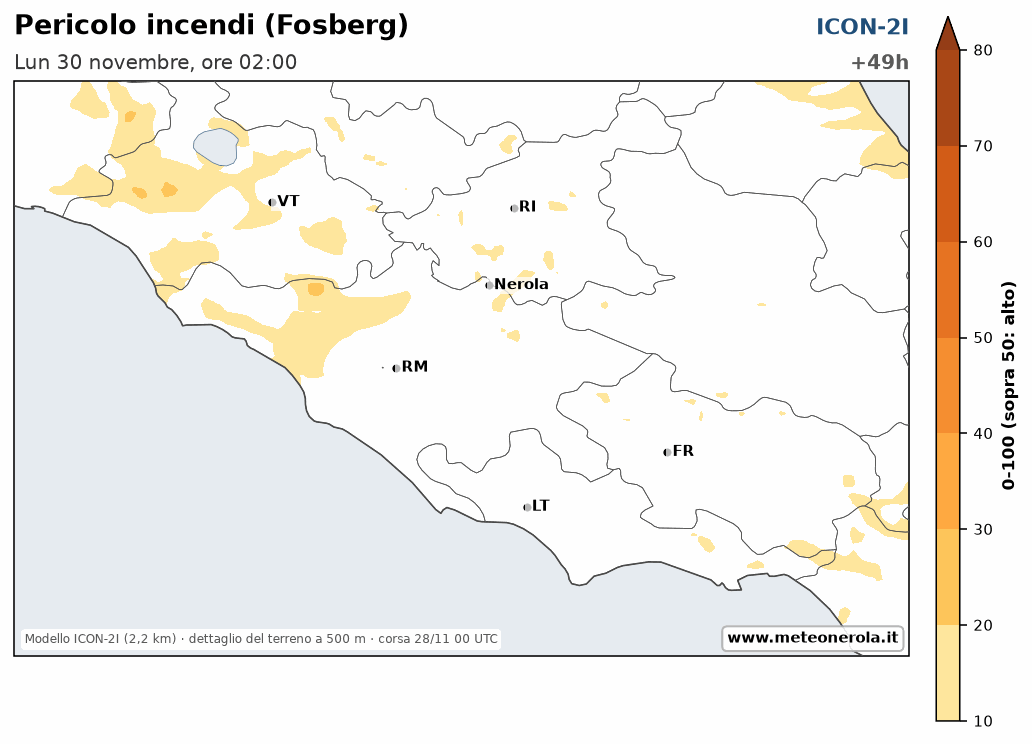 Pericolo incendi (Fosberg)
ICON-2I
Lun 30 novembre, ore 02:00
+49h
VT
RI
Nerola
RM
FR
LT
Modello ICON-2I (2,2 km) · dettaglio del terreno a 500 m · corsa 28/11 00 UTC
www.meteonerola.it
80
70
60
50
40
30
20
10
0-100 (sopra 50: alto)